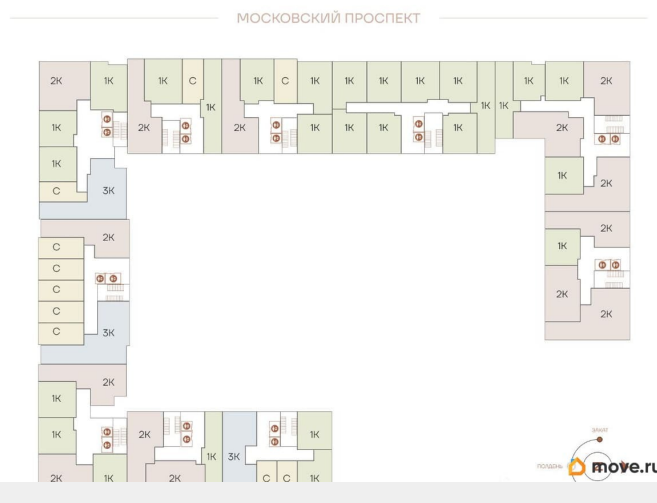 МОСКОВСКИЙ ПРОСПЕКТ
2К 1К 1К С 1К С 1К 1К 1К 1К 1К 1К 1К 2К
1К 1К 1К
1К 2К 2К 1К 1К 1К 1К 2К
1К
С 3К 1К 2К
2К 2К
С 1К
С
С 2К
С 2К
С 3К
2К
1К
1К 2К 1К
1К 3К
2К 1К 2К С С 1К
ЗАКАТ
ПОЛДЕНЬ
move.ru